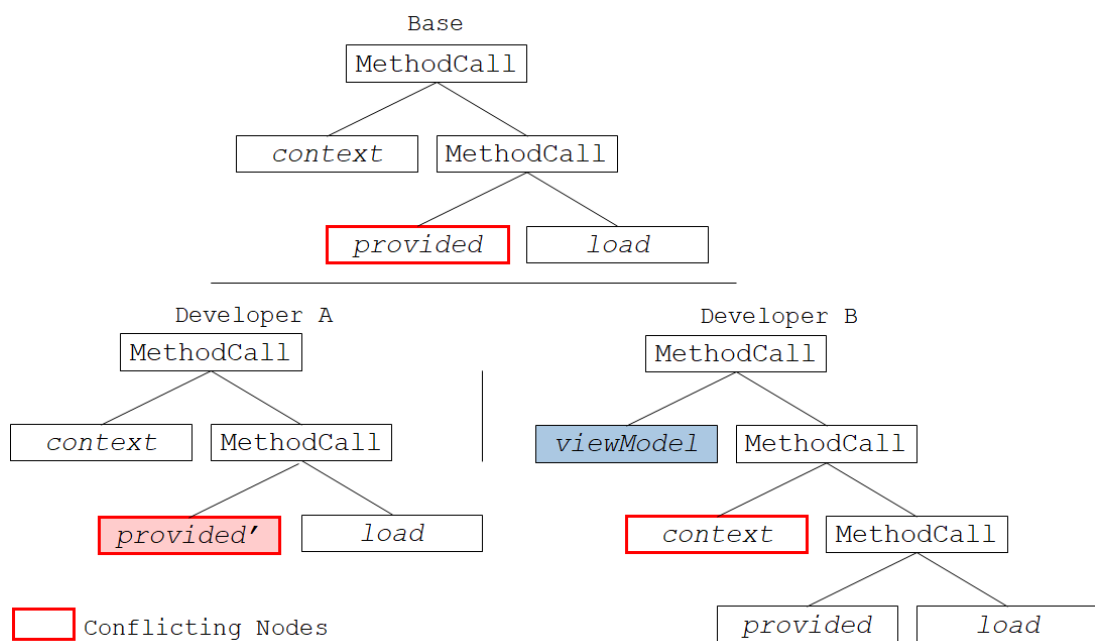 Base
MethodCall
context
MethodCall
provided
load
Developer A
MethodCall
context
MethodCall
provided’
load
Developer B
MethodCall
viewModel
MethodCall
context
MethodCall
provided
load
Conflicting Nodes